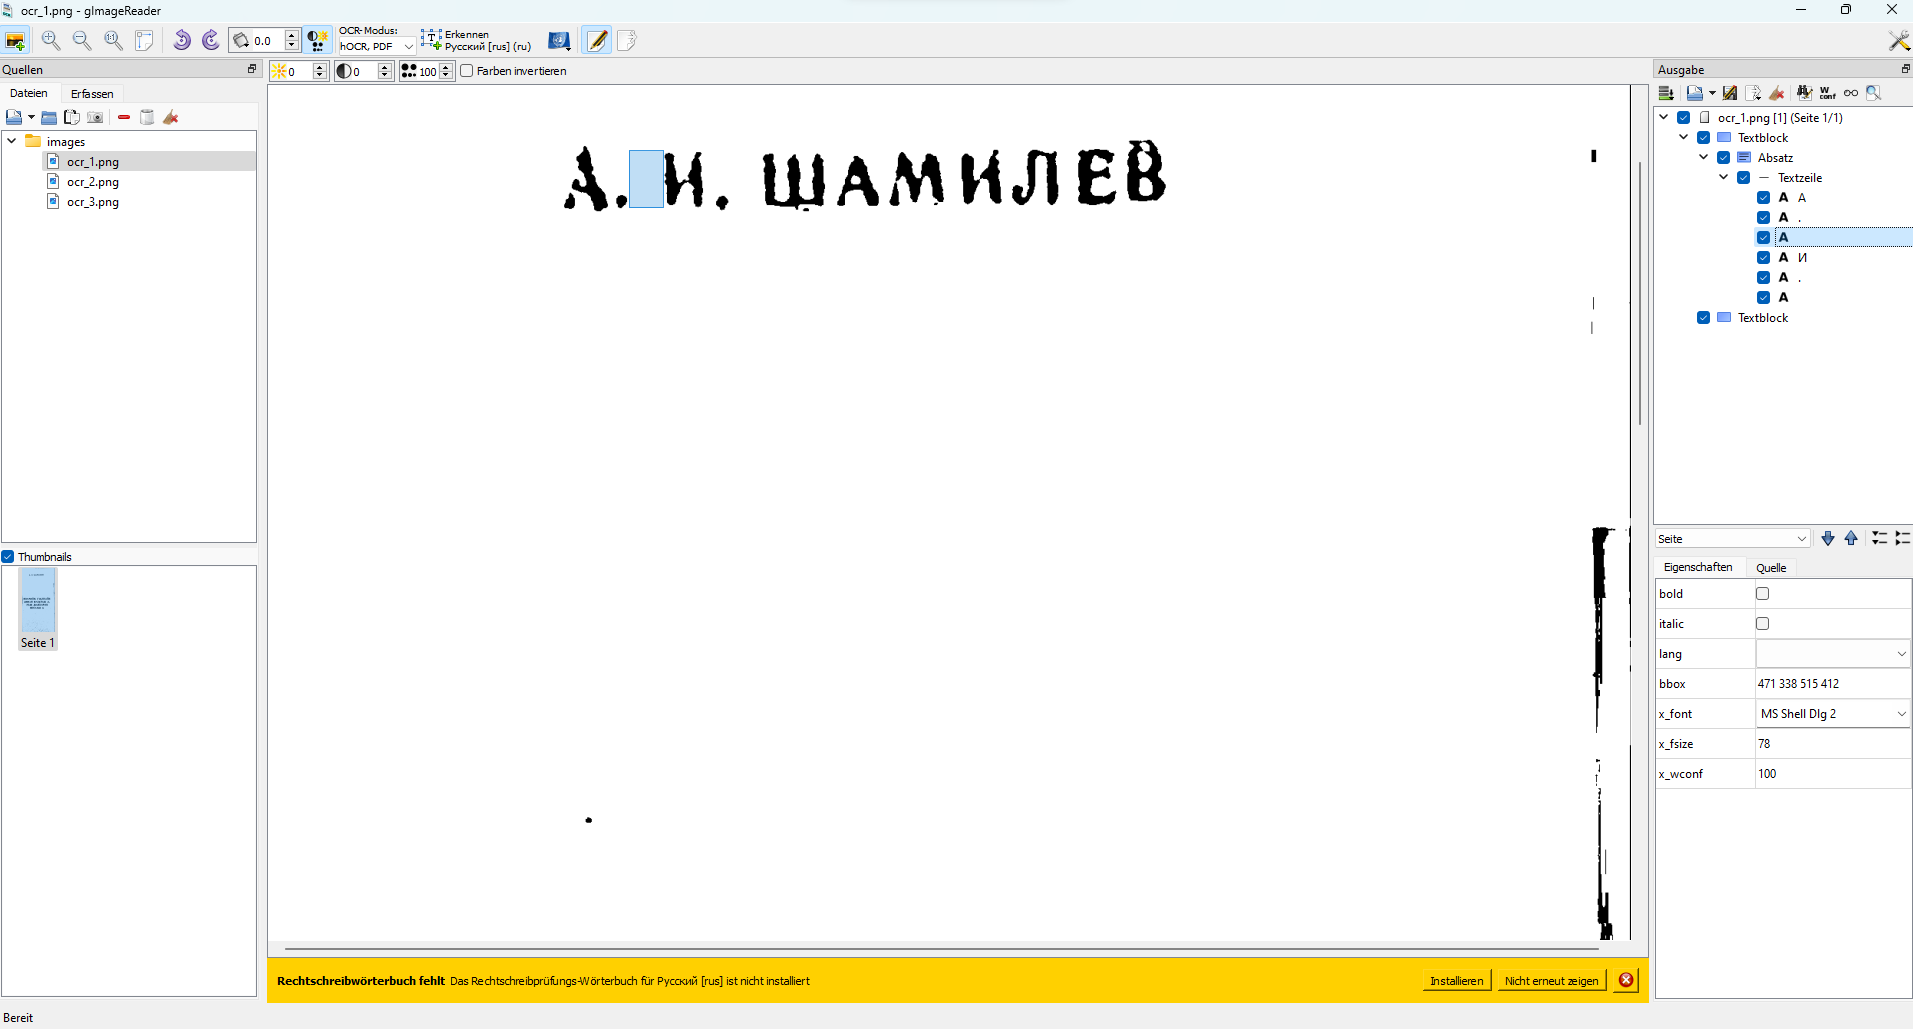 ocr_1.png - gImageReader
0.0
OCR-Modus:
hOCR, PDF
Erkennen
Русский [rus] (ru)
Quellen
0
0
100
Farben invertieren
Ausgabe
Dateien
Erfassen
images
ocr_1.png
ocr_2.png
ocr_3.png
А. И. ШАМИЛЕВ
ocr_1.png [1] (Seite 1/1)
Textblock
Absatz
Textzeile
A А
A .
A
A И
A .
A
Textblock
Thumbnails
Seite 1
Seite
Eigenschaften
Quelle
bold
italic
lang
bbox 471 338 515 412
x_font MS Shell Dlg 2
x_fsize 78
x_wconf 100
Rechtschreibwörterbuch fehlt Das Rechtschreibprüfungs-Wörterbuch für Русский [rus] ist nicht installiert
Installieren
Nicht erneut zeigen
Bereit